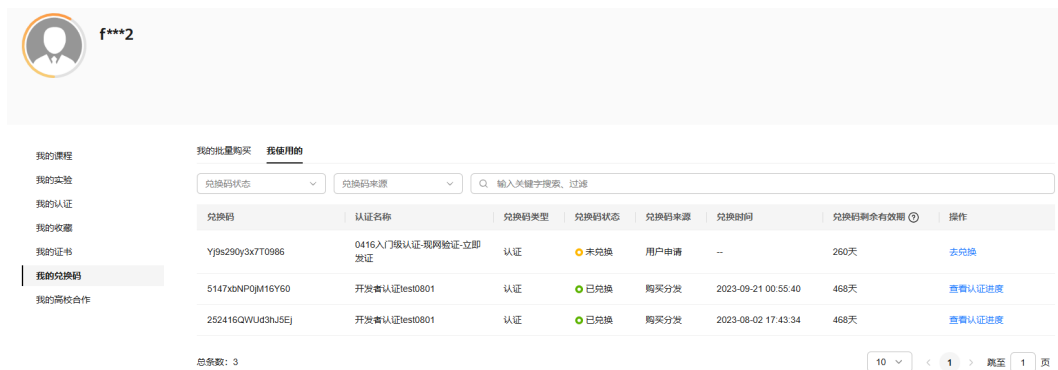 f***2
我的课程
我的实验
我的认证
我的收藏
我的证书
我的兑换码
我的高校合作
我的批量购买 我使用的
兑换码状态 兑换码来源 输入关键字搜索、过滤
兑换码 认证名称 兑换码类型 兑换码状态 兑换码来源 兑换时间 兑换码剩余有效期 ? 操作
Yj9s290y3x7T0986 0416入门级认证-现网验证-立即发证 认证 未兑换 用户申请 -- 260天 去兑换
5147xbNP0jM16Y60 开发者认证test0801 认证 已兑换 购买分发 2023-09-21 00:55:40 468天 查看认证进度
252416QWUd3hJ5Ej 开发者认证test0801 认证 已兑换 购买分发 2023-08-02 17:43:34 468天 查看认证进度
总条数: 3 10 < 1 > 跳至 1 页